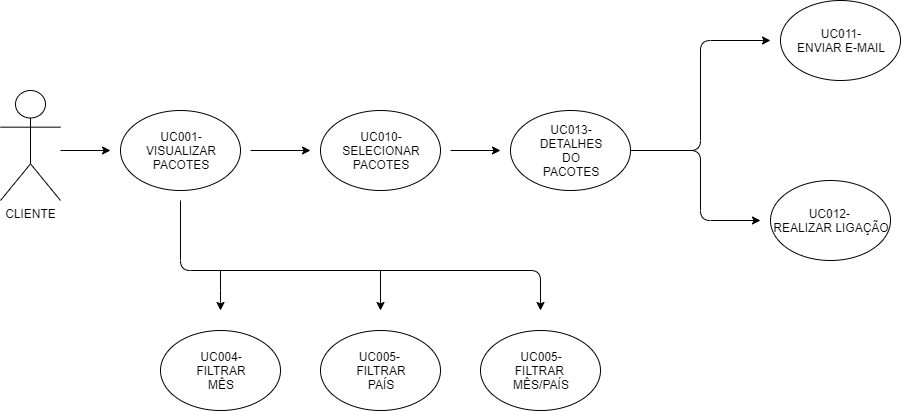 UC011-
ENVIAR E-MAIL
UC001-
VISUALIZAR
PACOTES
UC010-
SELECIONAR
PACOTES
UC013-
DETALHES
DO
PACOTES
CLIENTE
UC012-
REALIZAR LIGAÇÃO
UC004-
FILTRAR
MÊS
UC005-
FILTRAR
PAÍS
UC005-
FILTRAR
MÊS/PAÍS